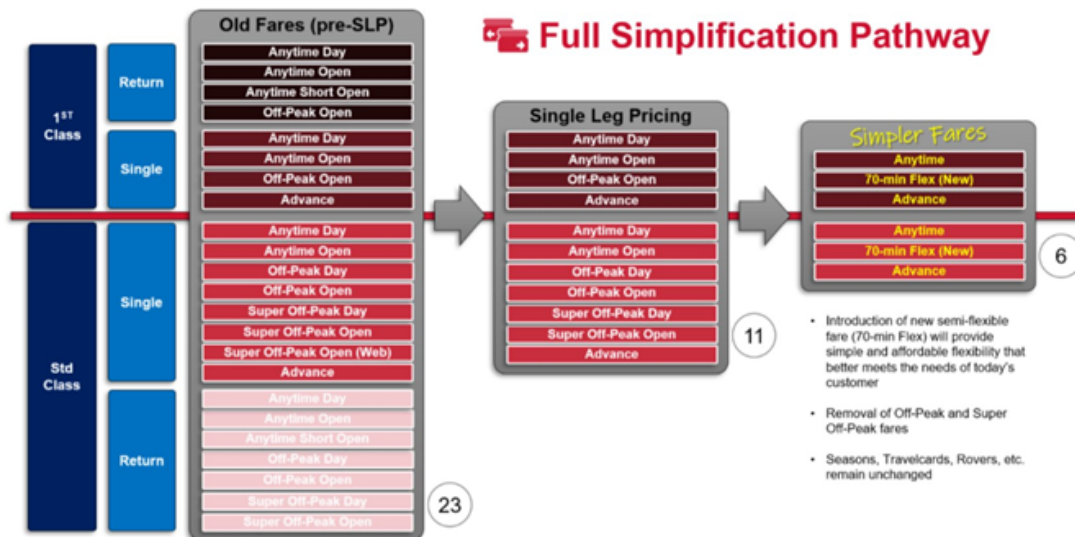 Full Simplification Pathway
Old Fares (pre-SLP)
1ST
Class
Return
Anytime Day
Anytime Open
Anytime Short Open
Off-Peak Open
Single
Anytime Day
Anytime Open
Off-Peak Open
Advance
Std
Class
Single
Anytime Day
Anytime Open
Off-Peak Day
Off-Peak Open
Super Off-Peak Day
Super Off-Peak Open
Super Off-Peak Open (Web)
Advance
Return
Anytime Day
Anytime Open
Anytime Short Open
Off-Peak Day
Off-Peak Open
Super Off-Peak Day
Super Off-Peak Open
23
Single Leg Pricing
Anytime Day
Anytime Open
Off-Peak Open
Advance
Anytime Day
Anytime Open
Off-Peak Day
Off-Peak Open
Super Off-Peak Day
Super Off-Peak Open
Advance
11
Simpler Fares
Anytime
70-min Flex (New)
Advance
Anytime
70-min Flex (New)
Advance
6
• Introduction of new semi-flexible
fare (70-min Flex) will provide
simple and affordable flexibility that
better meets the needs of today's
customer
• Removal of Off-Peak and Super
Off-Peak fares
• Seasons, Travelcards, Rovers, etc.
remain unchanged